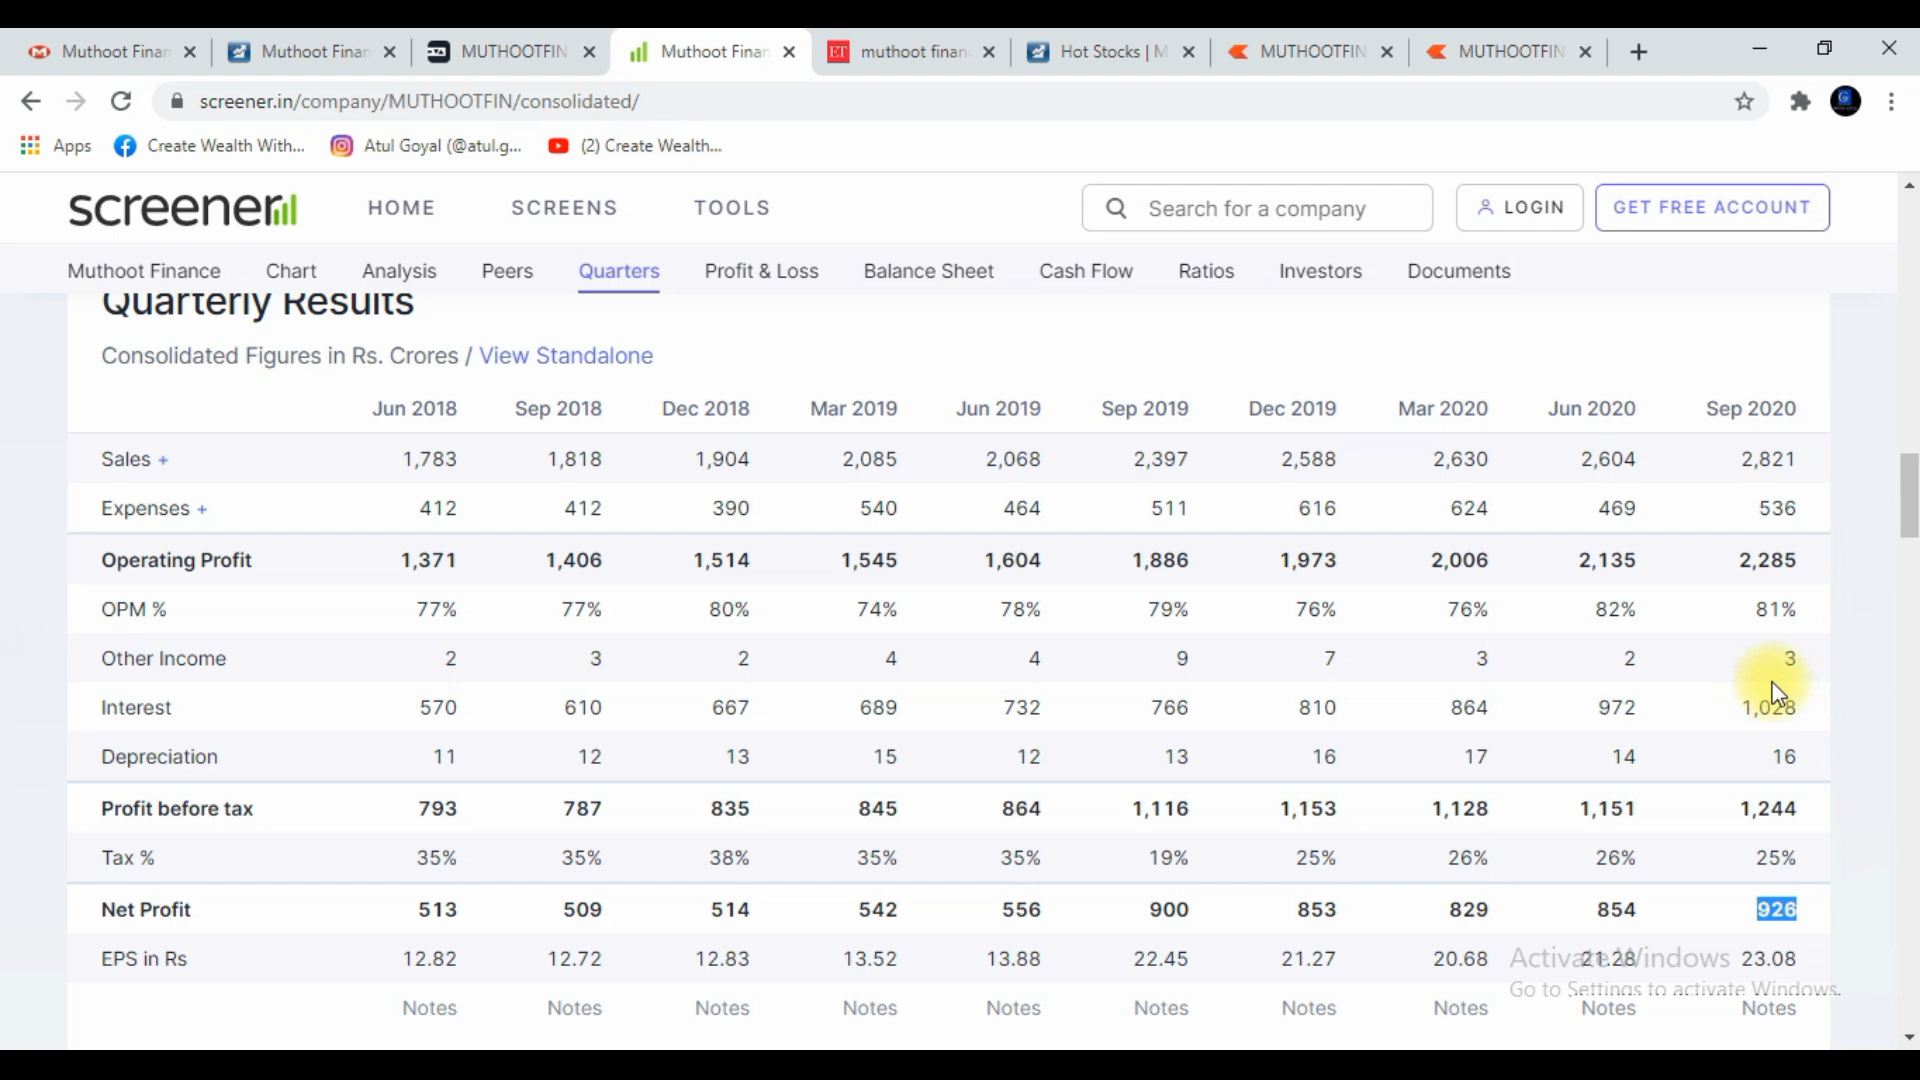 Muthoot Finan
Muthoot Finan
MUTHOOTFIN
Muthoot Finan
ET muthoot finan
Hot Stocks | M
MUTHOOTFIN
MUTHOOTFIN
screener.in/company/MUTHOOTFIN/consolidated/
Apps Create Wealth With... Atul Goyal (@atul.g... (2) Create Wealth...
screener HOME SCREENS TOOLS Search for a company LOGIN GET FREE ACCOUNT
Muthoot Finance Chart Analysis Peers Quarters Profit & Loss Balance Sheet Cash Flow Ratios Investors Documents
Quarterly Results
Consolidated Figures in Rs. Crores / View Standalone
Jun 2018 Sep 2018 Dec 2018 Mar 2019 Jun 2019 Sep 2019 Dec 2019 Mar 2020 Jun 2020 Sep 2020
Sales + 1,783 1,818 1,904 2,085 2,068 2,397 2,588 2,630 2,604 2,821
Expenses + 412 412 390 540 464 511 616 624 469 536
Operating Profit 1,371 1,406 1,514 1,545 1,604 1,886 1,973 2,006 2,135 2,285
OPM % 77% 77% 80% 74% 78% 79% 76% 76% 82% 81%
Other Income 2 3 2 4 4 9 7 3 2 3
Interest 570 610 667 689 732 766 810 864 972 1,028
Depreciation 11 12 13 15 12 13 16 17 14 16
Profit before tax 793 787 835 845 864 1,116 1,153 1,128 1,151 1,244
Tax % 35% 35% 38% 35% 35% 19% 25% 26% 26% 25%
Net Profit 513 509 514 542 556 900 853 829 854 926
EPS in Rs 12.82 12.72 12.83 13.52 13.88 22.45 21.27 20.68 21.28 23.08
Activate Windows
Go to Settings to activate Windows.
Notes Notes Notes Notes Notes Notes Notes Notes Notes Notes